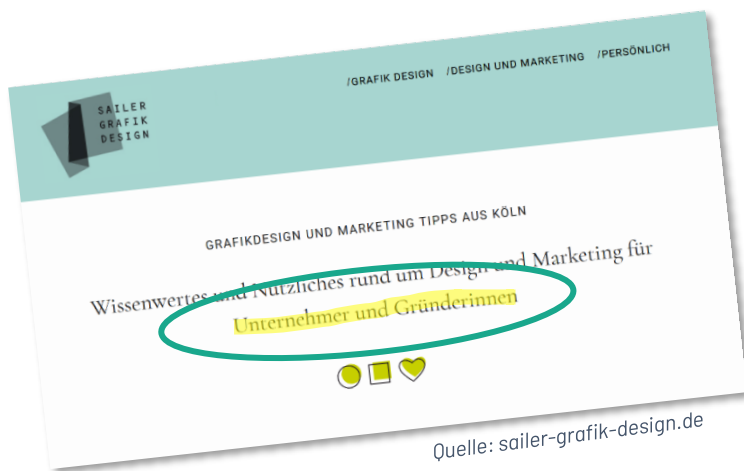 SAILER
GRAFIK
DESIGN
/GRAFIK DESIGN /DESIGN UND MARKETING /PERSÖNLICH
GRAFIKDESIGN UND MARKETING TIPPS AUS KÖLN
Wissenwertes und Nützliches rund um Design und Marketing für
Unternehmer und Gründerinnen
Quelle: sailer-grafik-design.de